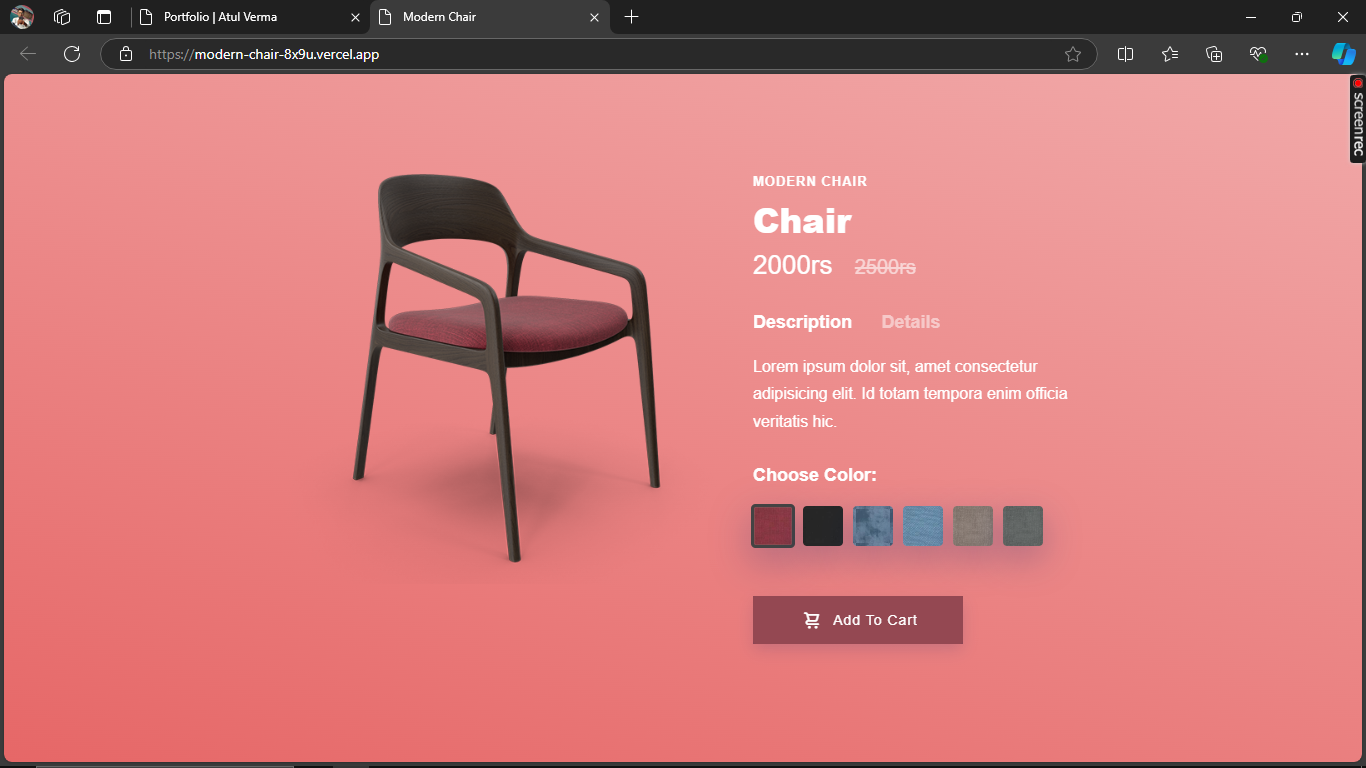 Portfolio | Atul Verma
Modern Chair
https://modern-chair-8x9u.vercel.app
screenrec
MODERN CHAIR
Chair
2000rs 2500rs
Description Details
Lorem ipsum dolor sit, amet consectetur
adipisicing elit. Id totam tempora enim officia
veritatis hic.
Choose Color:
Add To Cart